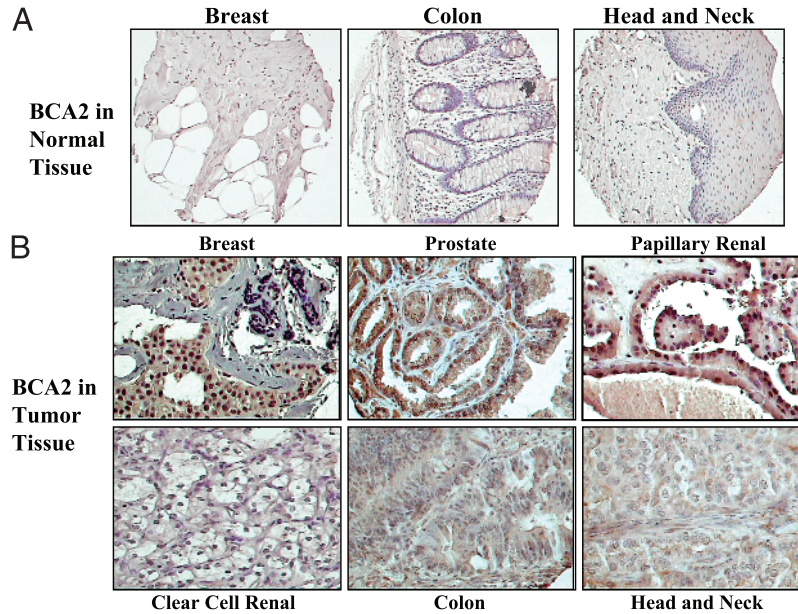 A
Breast
Colon
Head and Neck
BCA2 in
Normal
Tissue
B
Breast
Prostate
Papillary Renal
BCA2 in
Tumor
Tissue
Clear Cell Renal
Colon
Head and Neck